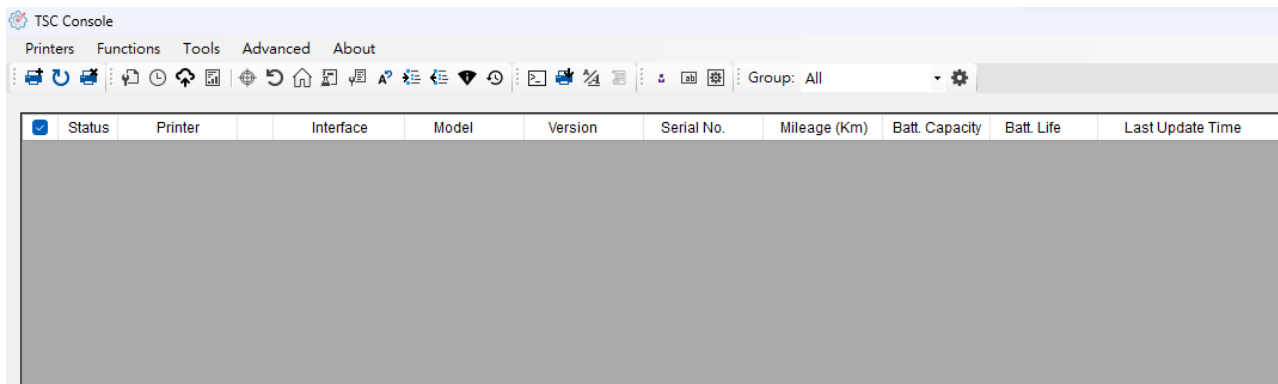 TSC Console
Printers Functions Tools Advanced About
Group: All
Status Printer Interface Model Version Serial No. Mileage (Km) Batt. Capacity Batt. Life Last Update Time